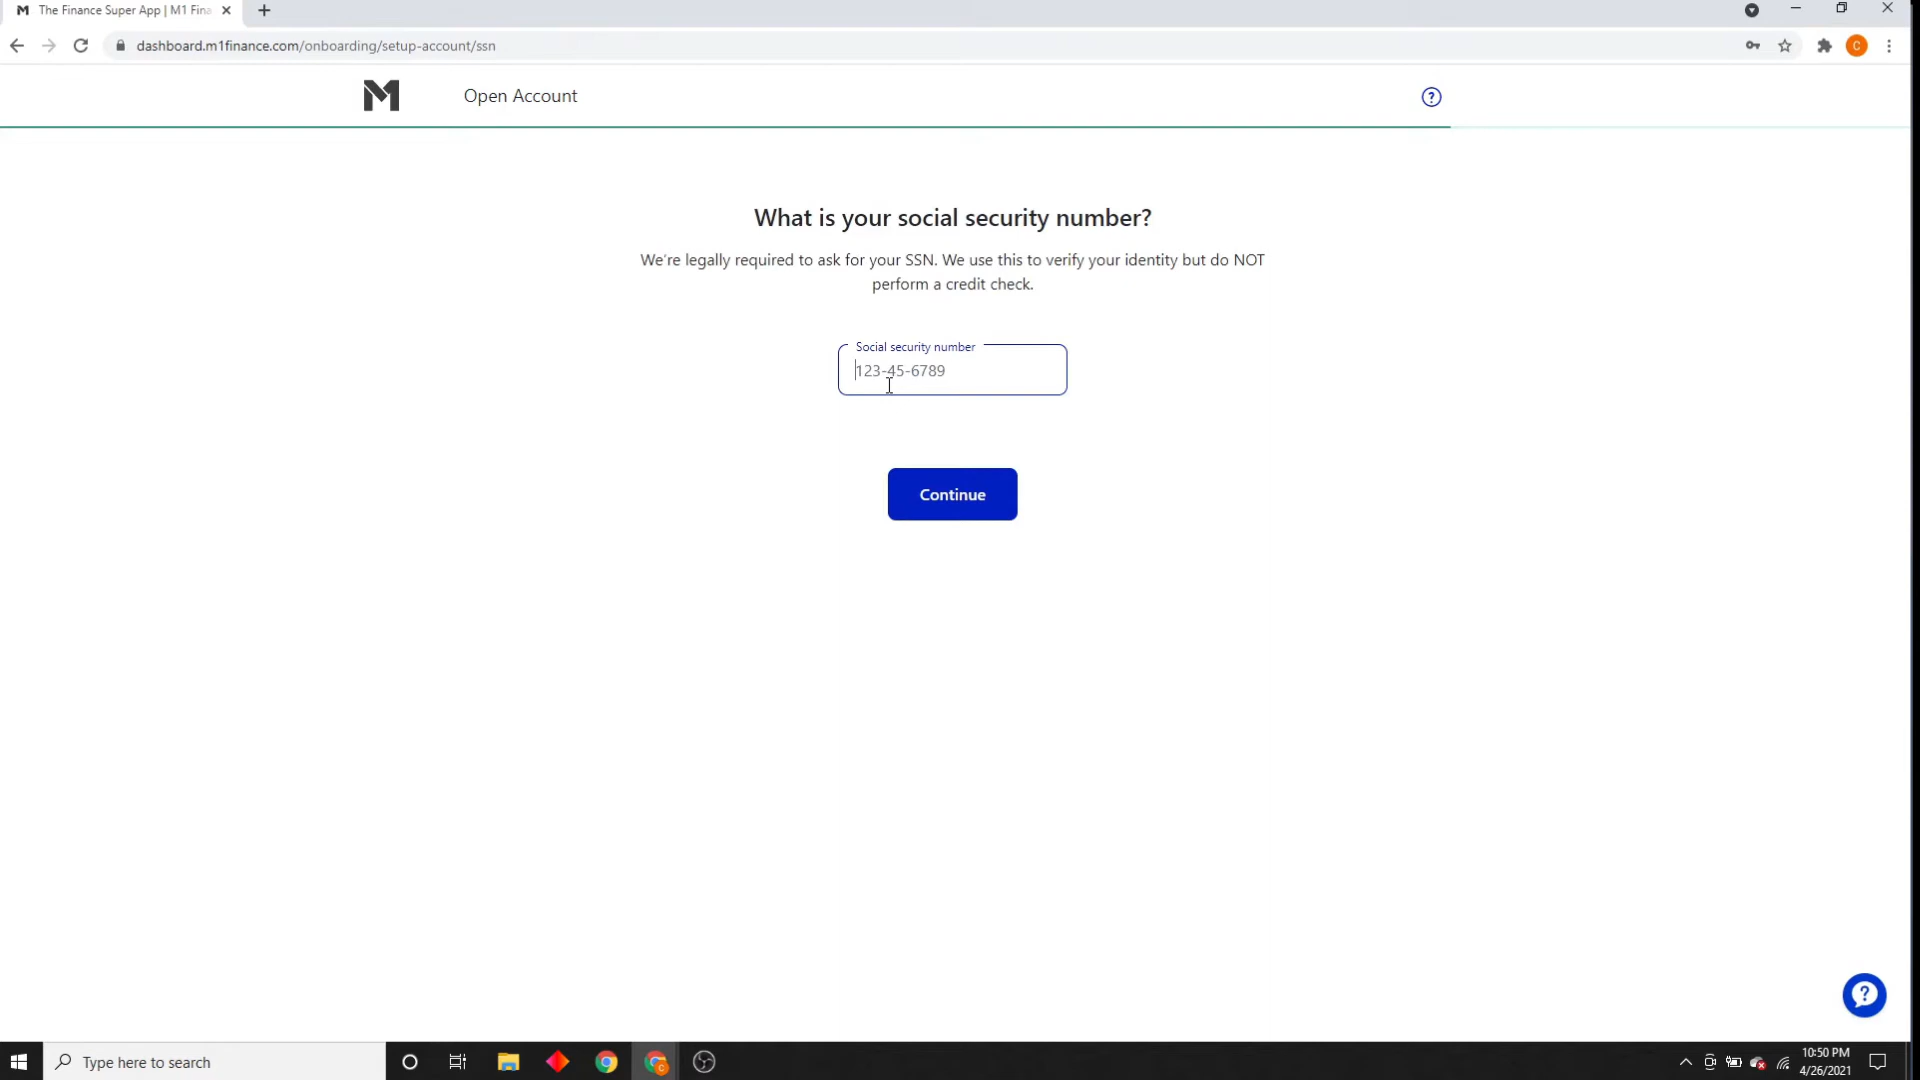 The Finance Super App | M1 Fina
dashboard.m1finance.com/onboarding/setup-account/ssn
C
Open Account
What is your social security number?
We're legally required to ask for your SSN. We use this to verify your identity but do NOT
perform a credit check.
Social security number
123-45-6789
Continue
Type here to search
10:50 PM
4/26/2021